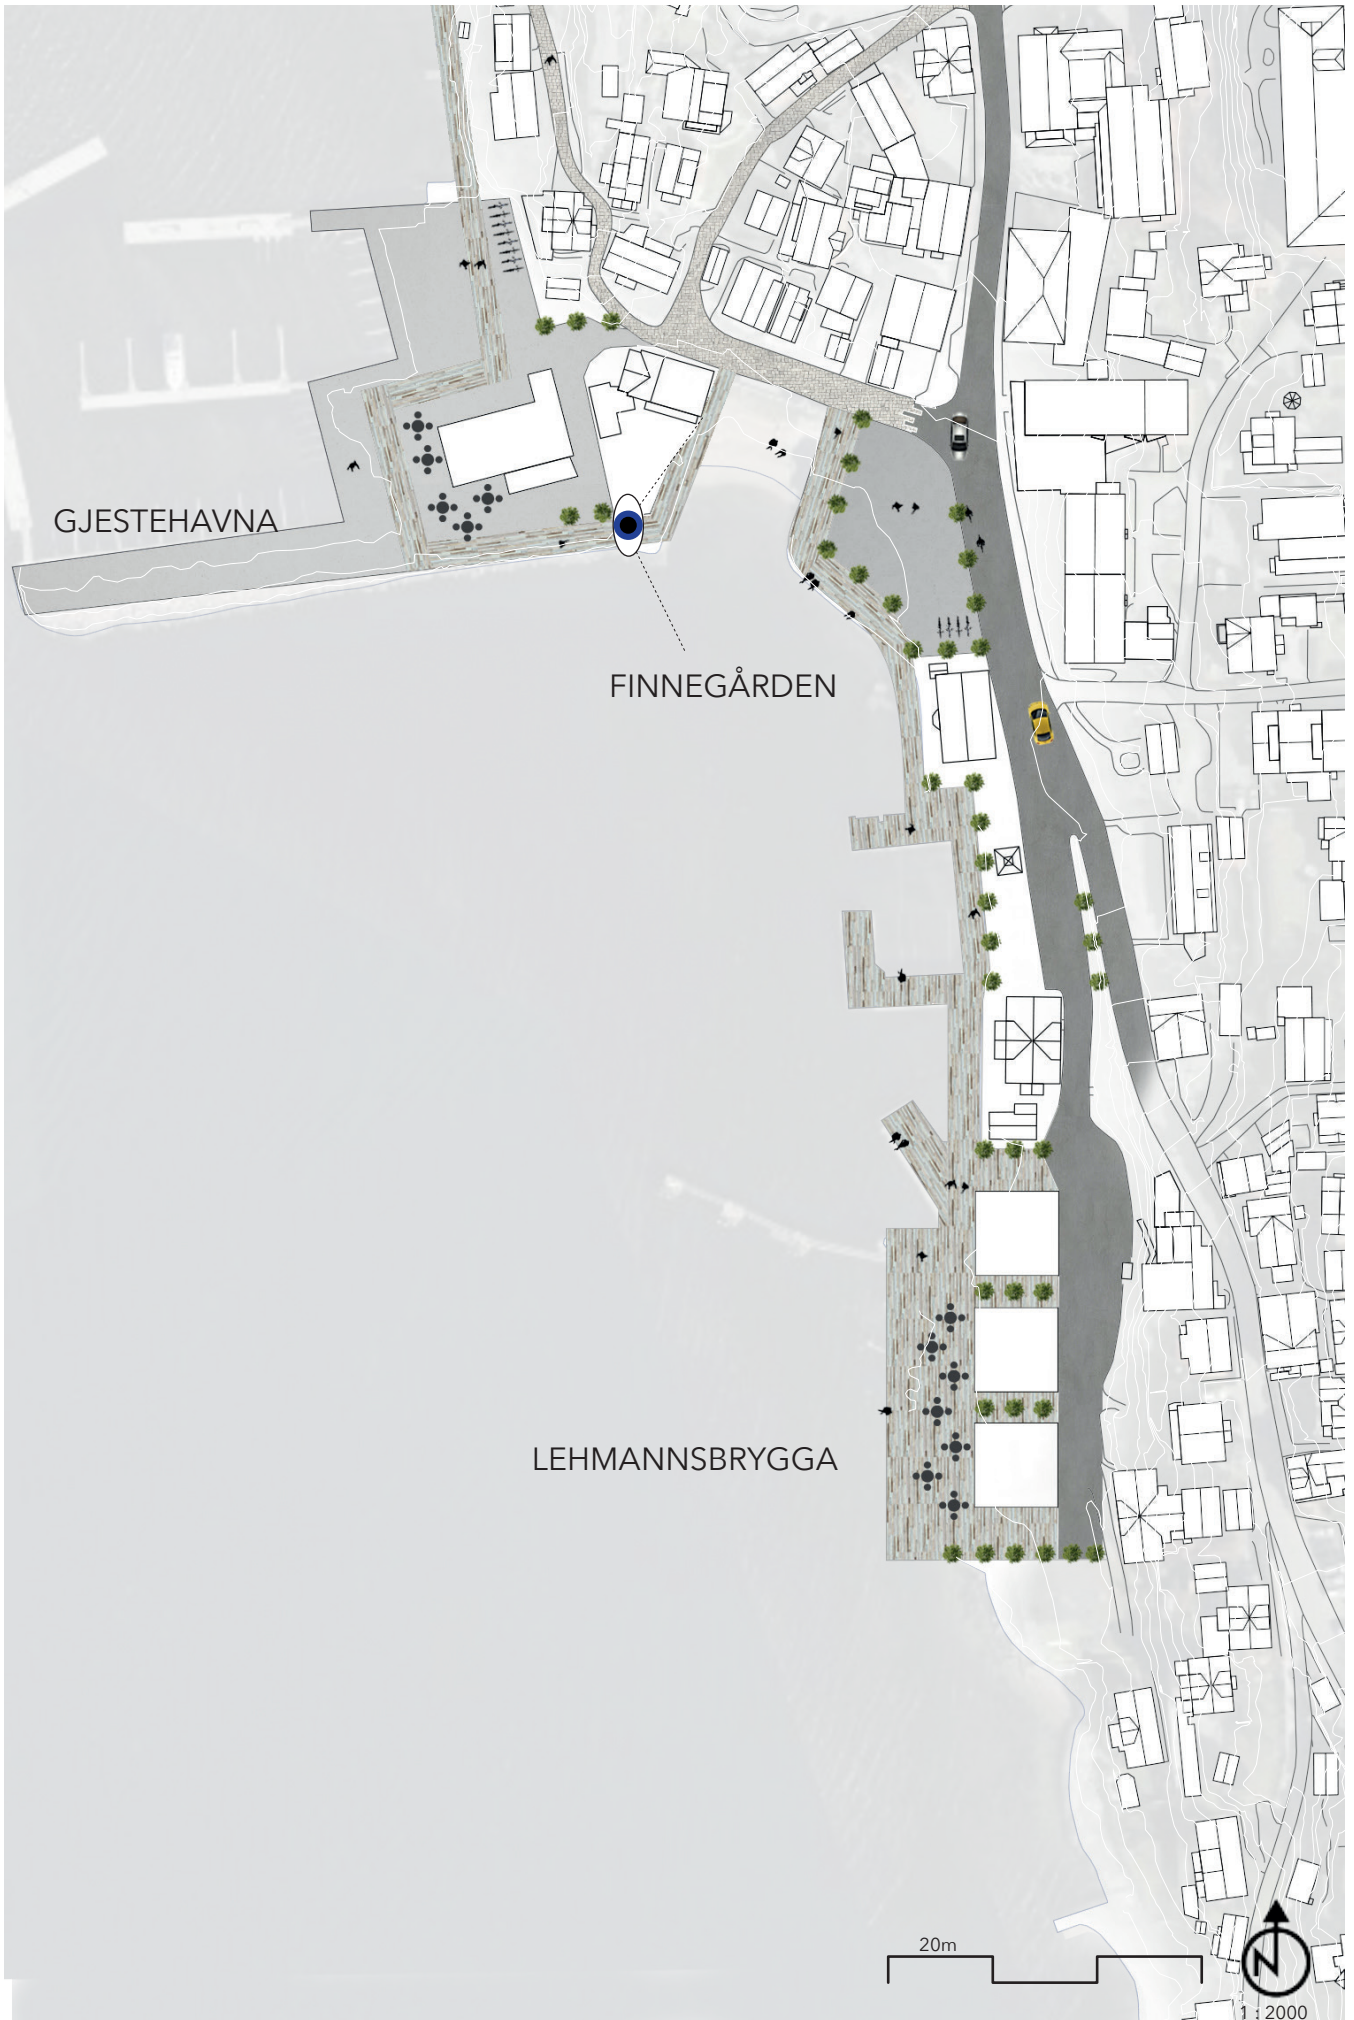 GJESTEHAVNA
FINNEGÅRDEN
LEHMANNSBRYGGA
20m
N
1 : 2000